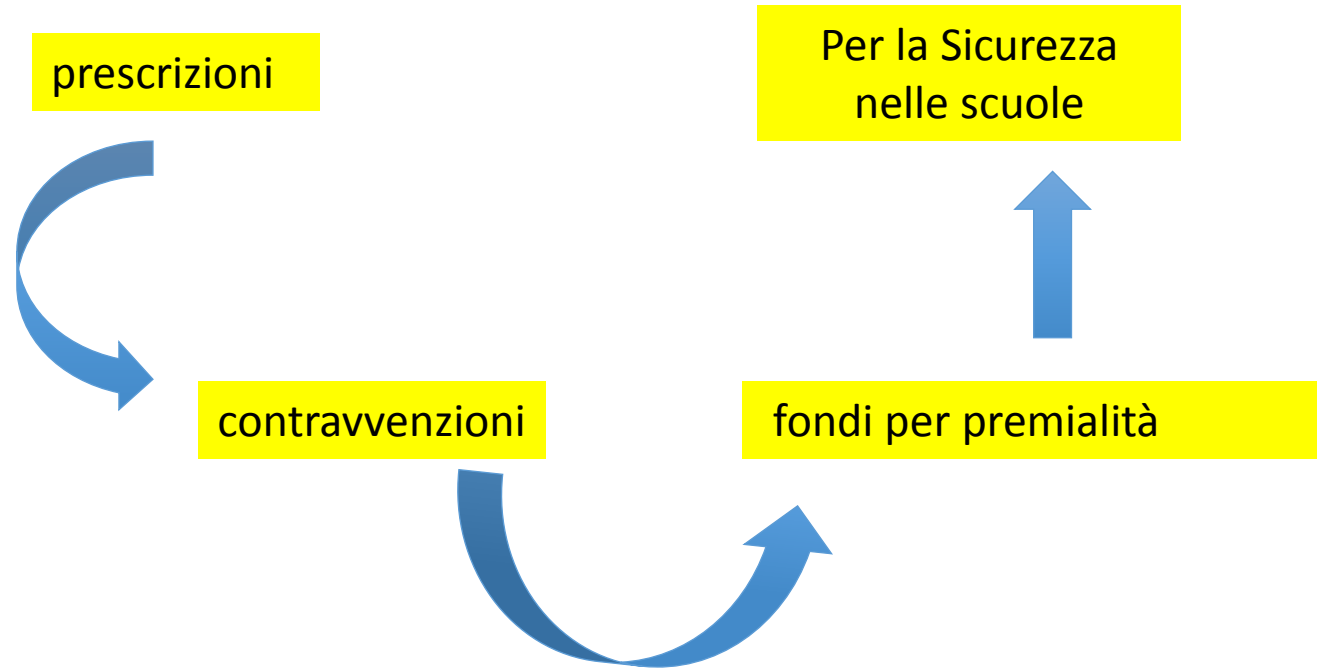 prescrizioni
Per la Sicurezza
nelle scuole
contravvenzioni
fondi per premialità